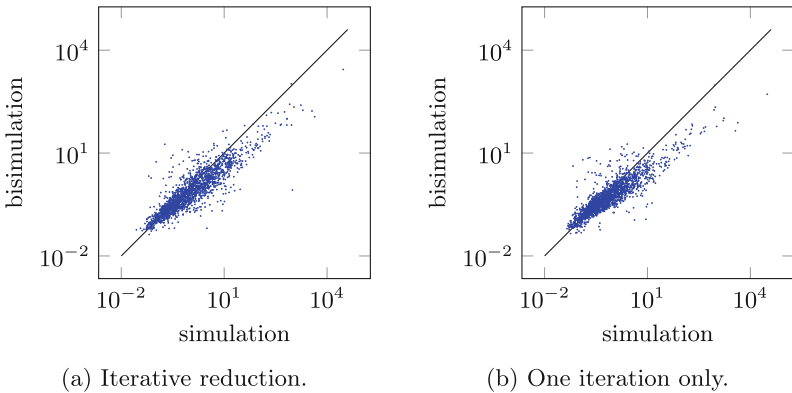 bisimulation
10^4
10^1
10^−2
10^−2 10^1 10^4
simulation
(a) Iterative reduction.
bisimulation
10^4
10^1
10^−2
10^−2 10^1 10^4
simulation
(b) One iteration only.